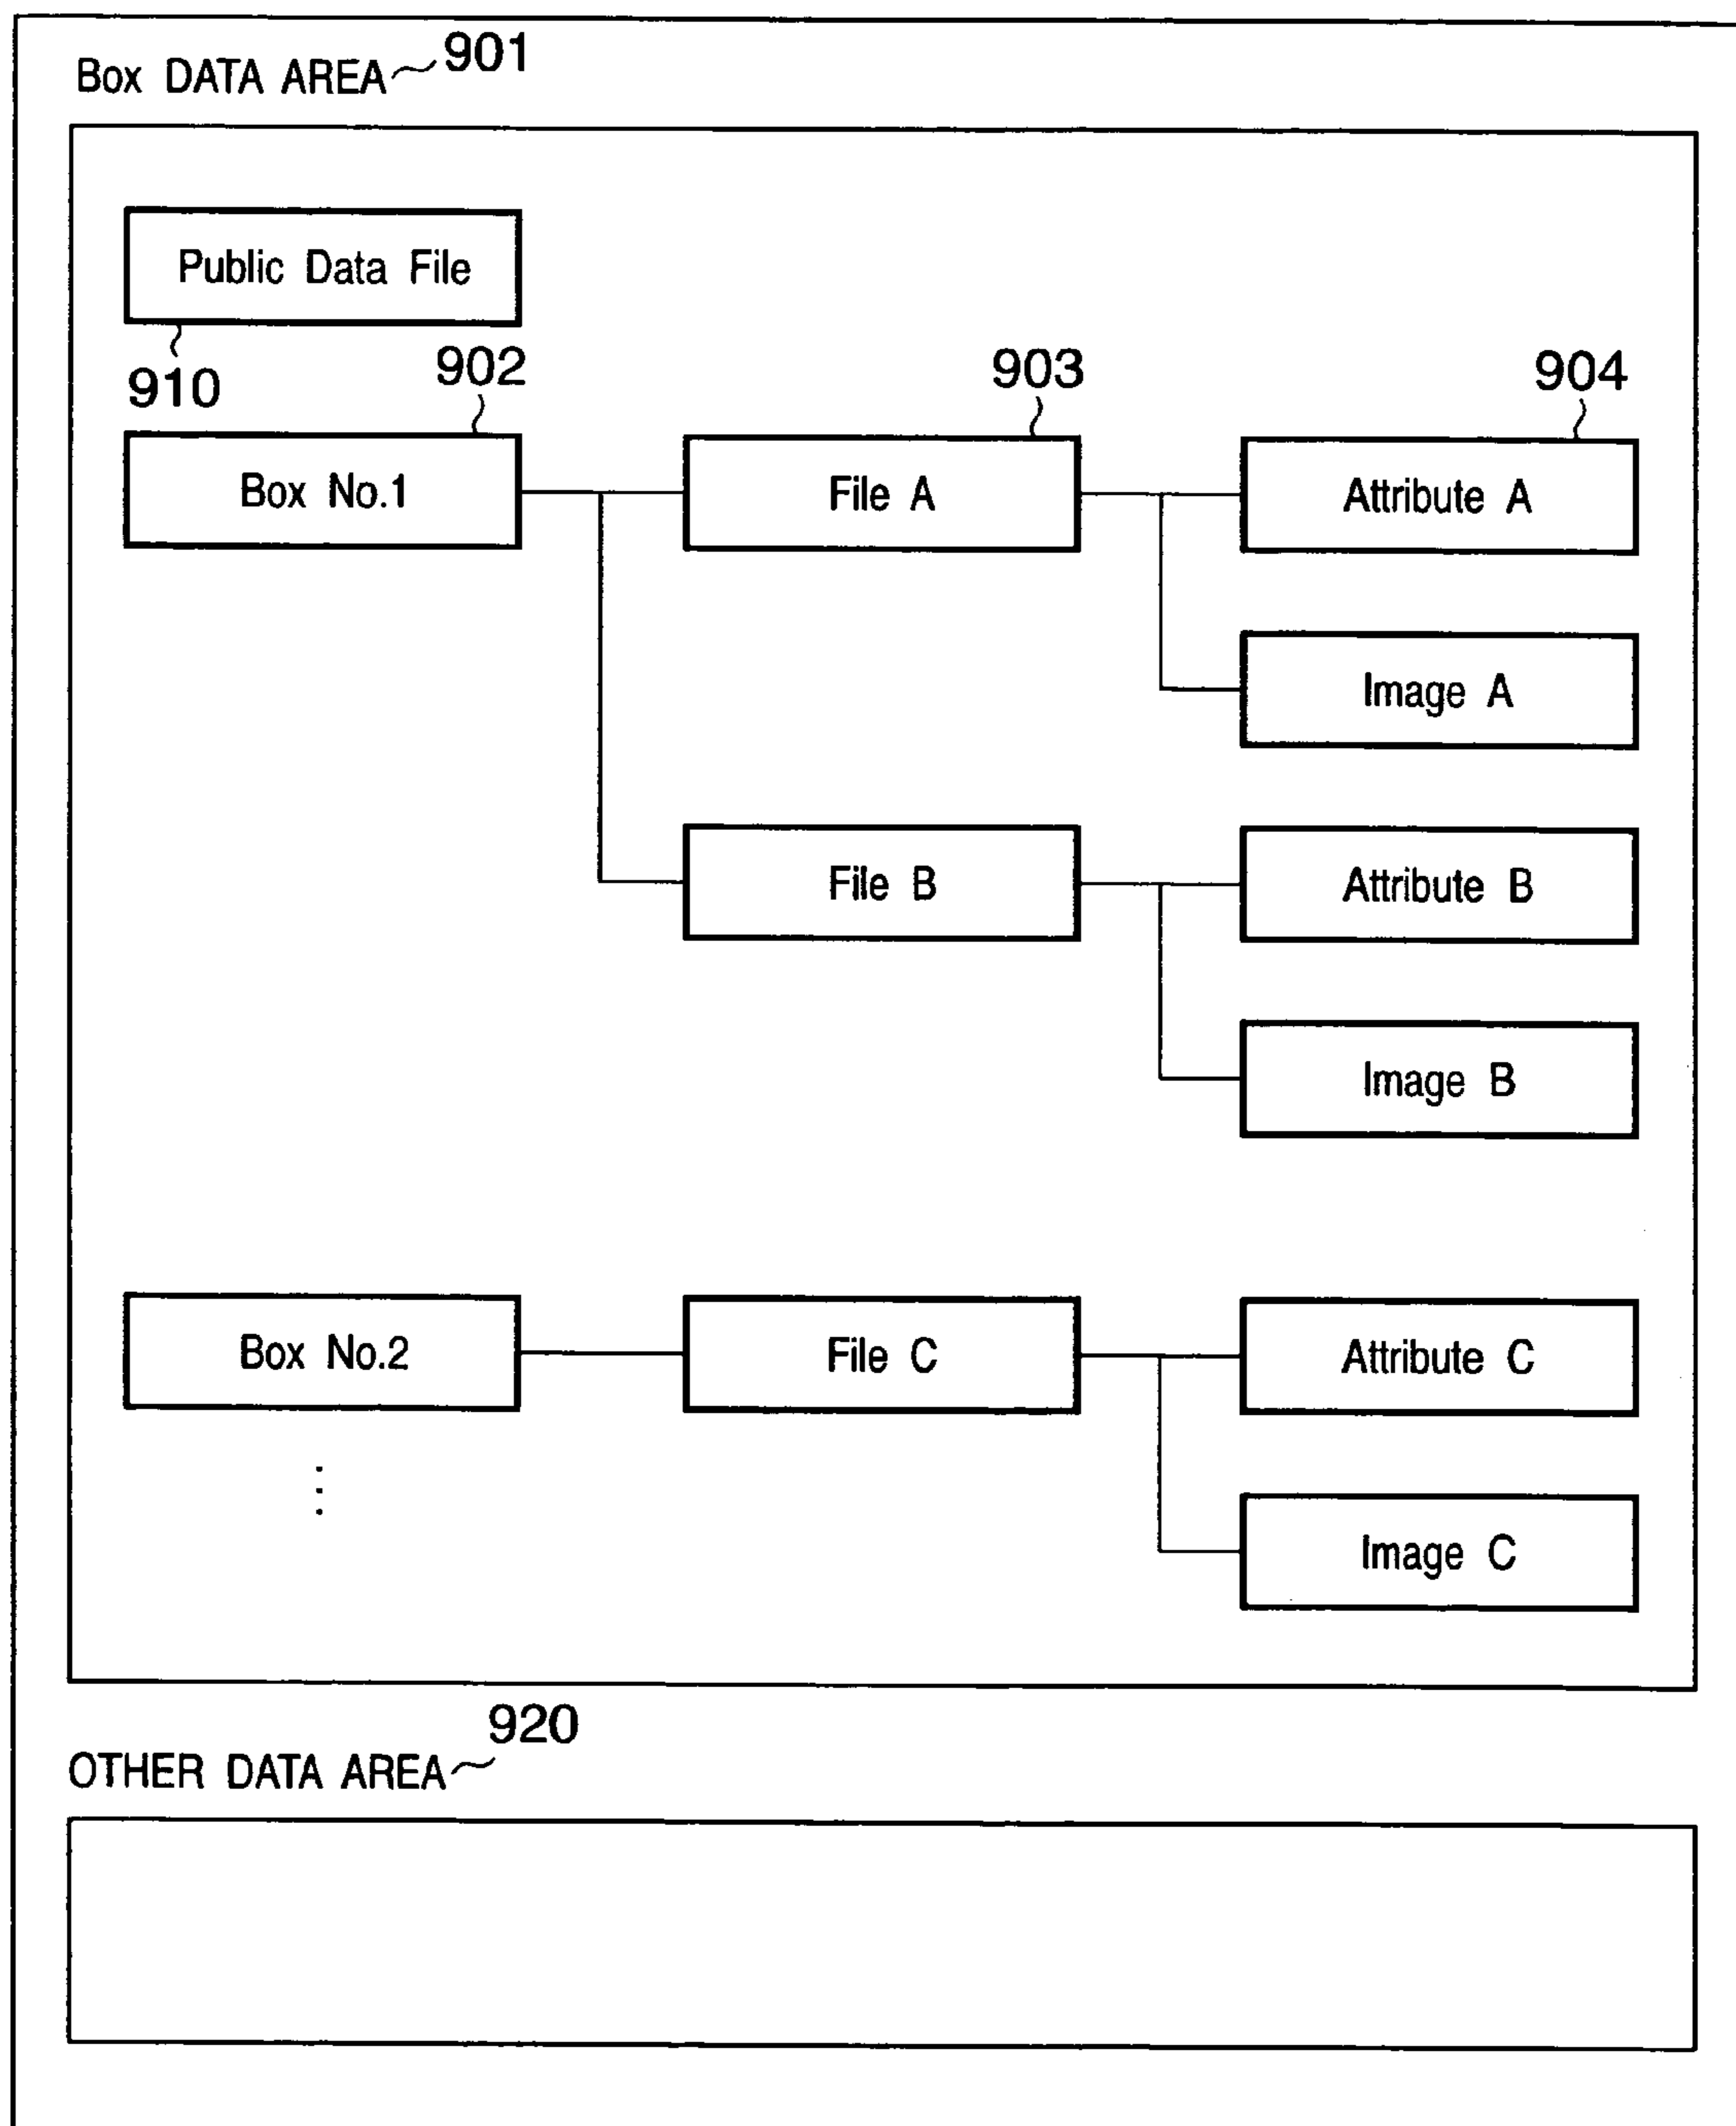 Box DATA AREA 901
Public Data File
910
902
903
904
Box No.1
File A
Attribute A
Image A
File B
Attribute B
Image B
Box No.2
File C
Attribute C
⋮
Image C
920
OTHER DATA AREA